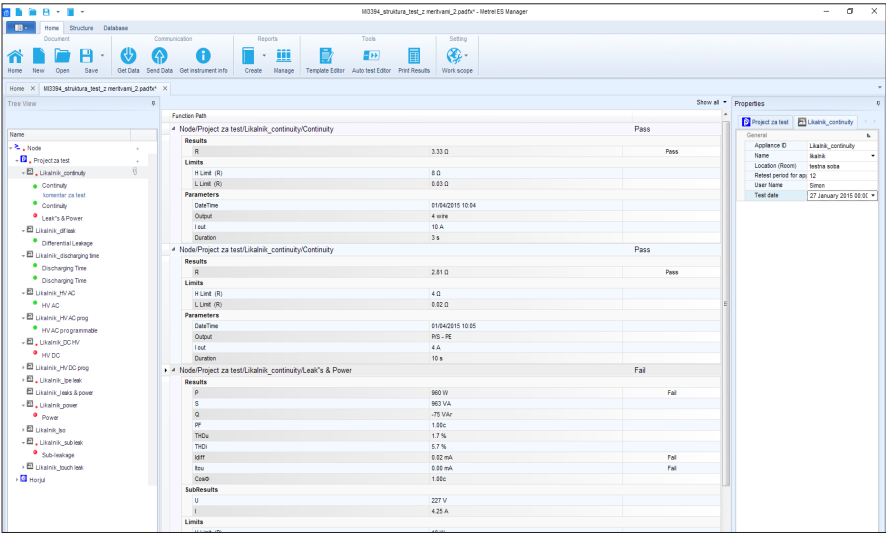 MI3394_struktura_test_z meritvami_2.padfx* - Metrel ES Manager
Home Structure Database
Document Communication Reports Tools Setting
Home New Open Save Get Data Send Data Get instrument info Create Manage Template Editor Auto test Editor Print Results Work scope
Home X MI3394_struktura_test_z meritvami_2.padfx* X
Tree View
Name
Node
Project za test
Likalnik_continuity
Continuity
komentar za test
Continuity
Leak"s & Power
Likalnik_difleak
Differential Leakage
Likalnik_discharging time
Discharging Time
Discharging Time
Likalnik_HV AC
HV AC
Likalnik_HV AC prog
HV AC programmable
Likalnik_DC HV
HV DC
Likalnik_HV DC prog
Likalnik_Ipe leak
Likalnik_leaks & power
Likalnik_power
Power
Likalnik_Iso
Likalnik_sub leak
Sub-leakage
Likalnik_touch leak
Horjul
Show all
Function Path
Node/Project za test/Likalnik_continuity/Continuity Pass
Results
R 3.33 Ω Pass
Limits
H Limit (R) 8 Ω
L Limit (R) 0.03 Ω
Parameters
DateTime 01/04/2015 10:04
Output 4 wire
I out 10 A
Duration 3 s
Node/Project za test/Likalnik_continuity/Continuity Pass
Results
R 2.81 Ω Pass
Limits
H Limit (R) 4 Ω
L Limit (R) 0.02 Ω
Parameters
DateTime 01/04/2015 10:05
Output P/S - PE
I out 4 A
Duration 10 s
Node/Project za test/Likalnik_continuity/Leak"s & Power Fail
Results
P 960 W Fail
S 963 VA
Q -75 VAr
PF 1.00c
THDu 1.7 %
THDi 5.7 %
Idiff 0.02 mA Fail
Itou 0.00 mA Fail
CosΦ 1.00c
SubResults
U 227 V
I 4.25 A
Limits
Properties
Project za test Likalnik_continuity
General
Appliance ID Likalnik_continuity
Name likalnik
Location (Room) testna soba
Retest period for app 12
User Name Simon
Test date 27 January 2015 00:00